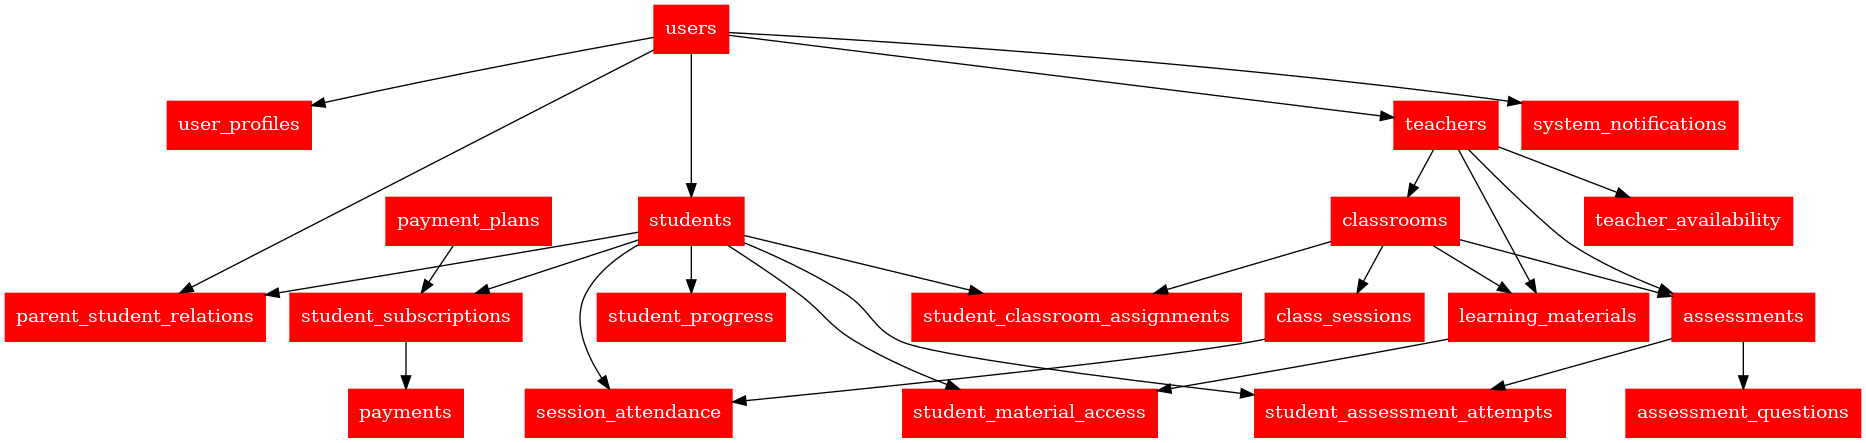 users
user_profiles
teachers
system_notifications
payment_plans
students
classrooms
teacher_availability
parent_student_relations
student_subscriptions
student_progress
student_classroom_assignments
class_sessions
learning_materials
assessments
payments
session_attendance
student_material_access
student_assessment_attempts
assessment_questions